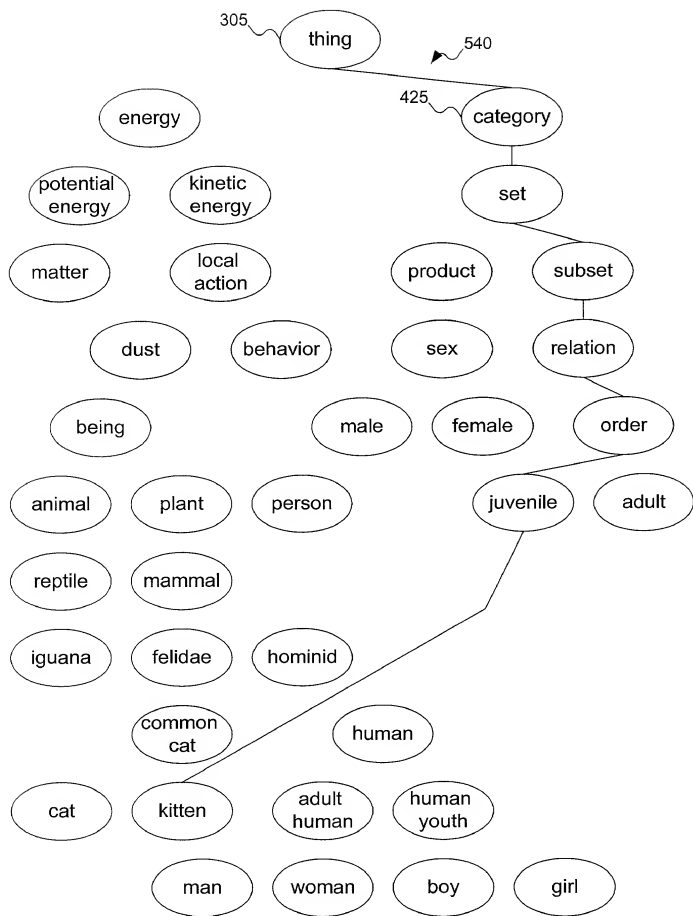 305
thing
540
425
category
energy
potential
energy
kinetic
energy
set
matter
local
action
product
subset
dust
behavior
sex
relation
being
male
female
order
animal
plant
person
juvenile
adult
reptile
mammal
iguana
felidae
hominid
common
cat
human
cat
kitten
adult
human
human
youth
man
woman
boy
girl